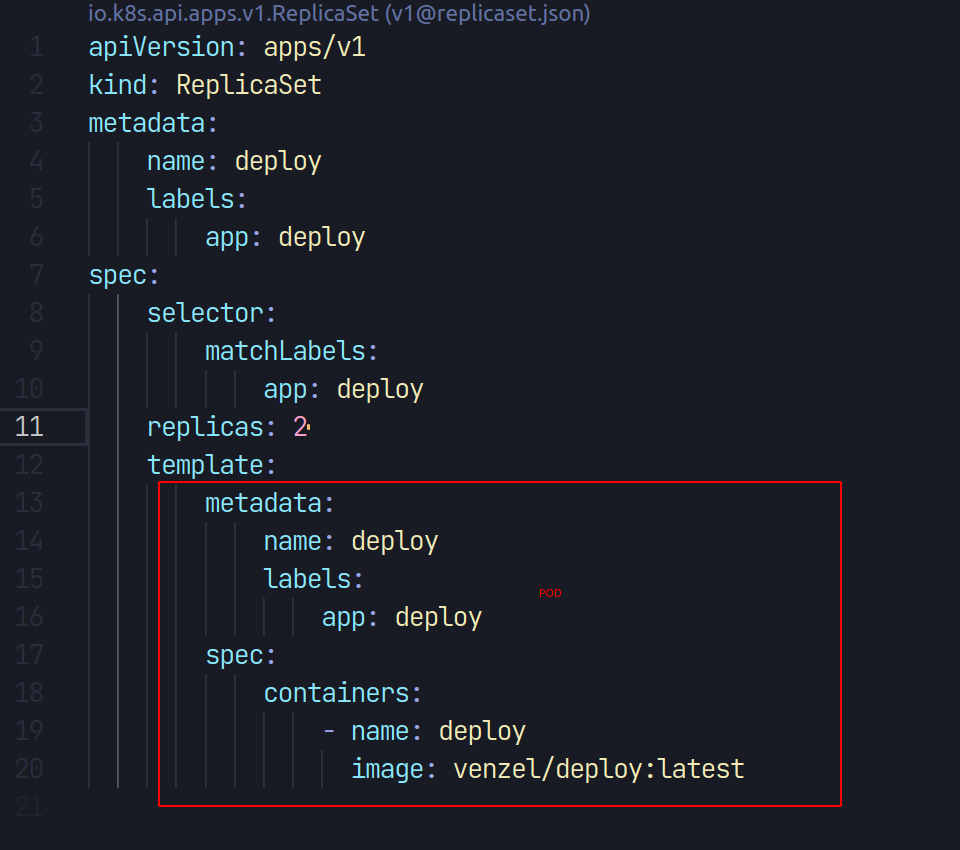 io.k8s.api.apps.v1.ReplicaSet (v1@replicaset.json)
1 apiVersion: apps/v1
2 kind: ReplicaSet
3 metadata:
4 name: deploy
5 labels:
6 app: deploy
7 spec:
8 selector:
9 matchLabels:
10 app: deploy
11 replicas: 2
12 template:
13 metadata:
14 name: deploy
15 labels:
POD
16 app: deploy
17 spec:
18 containers:
19 - name: deploy
20 image: venzel/deploy:latest
21